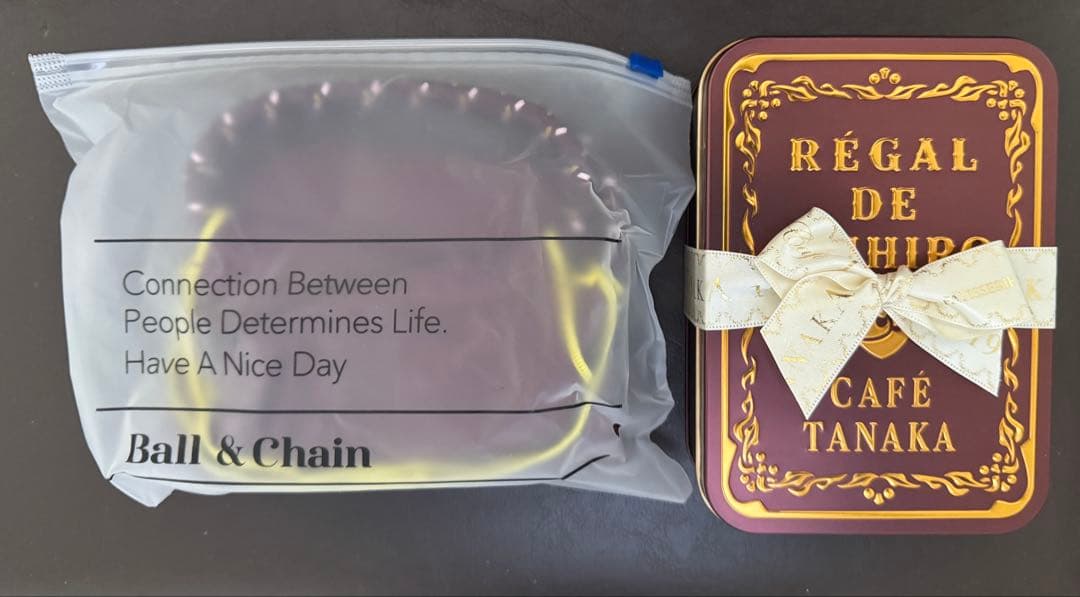 Connection Between
People Determines Life.
Have A Nice Day
Ball & Chain
RÉGAL
DE
CAFÉ
TANAKA